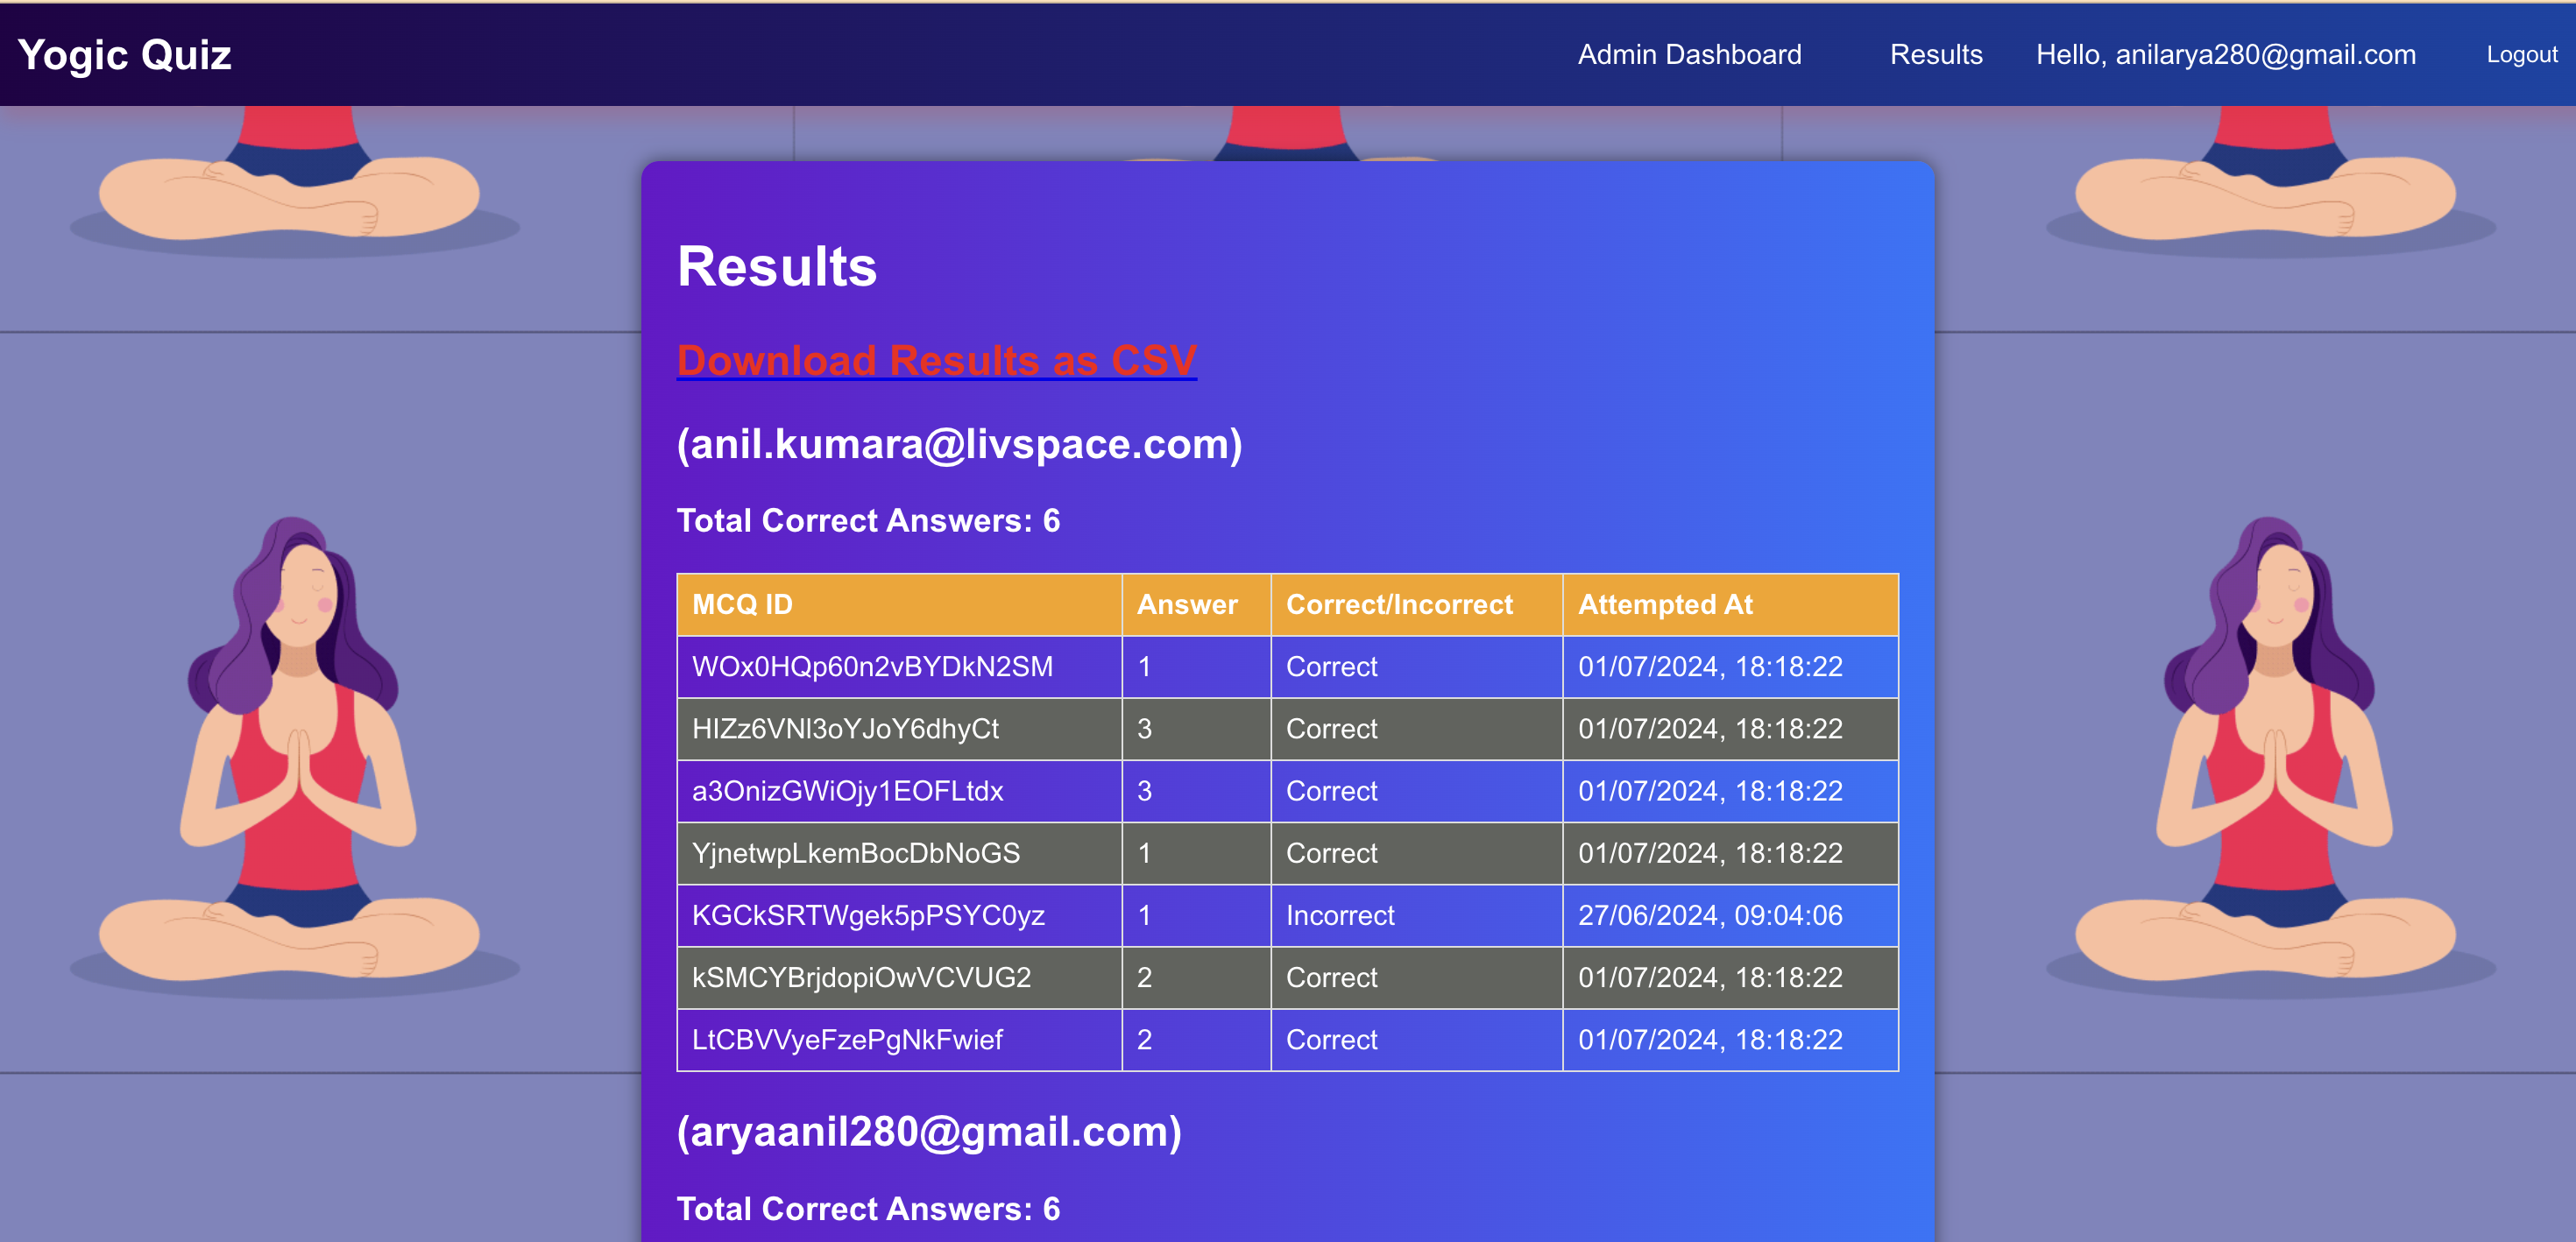 Yogic Quiz Admin Dashboard Results Hello, anilarya280@gmail.com Logout
Results
Download Results as CSV
(anil.kumara@livspace.com)
Total Correct Answers: 6
MCQ ID Answer Correct/Incorrect Attempted At
WOx0HQp60n2vBYDkN2SM 1 Correct 01/07/2024, 18:18:22
HIZz6VNl3oYJoY6dhyCt 3 Correct 01/07/2024, 18:18:22
a3OnizGWiOjy1EOFLtdx 3 Correct 01/07/2024, 18:18:22
YjnetwpLkemBocDbNoGS 1 Correct 01/07/2024, 18:18:22
KGCkSRTWgek5pPSYC0yz 1 Incorrect 27/06/2024, 09:04:06
kSMCYBrjdopiOwVCVUG2 2 Correct 01/07/2024, 18:18:22
LtCBVVyeFzePgNkFwief 2 Correct 01/07/2024, 18:18:22
(aryaanil280@gmail.com)
Total Correct Answers: 6